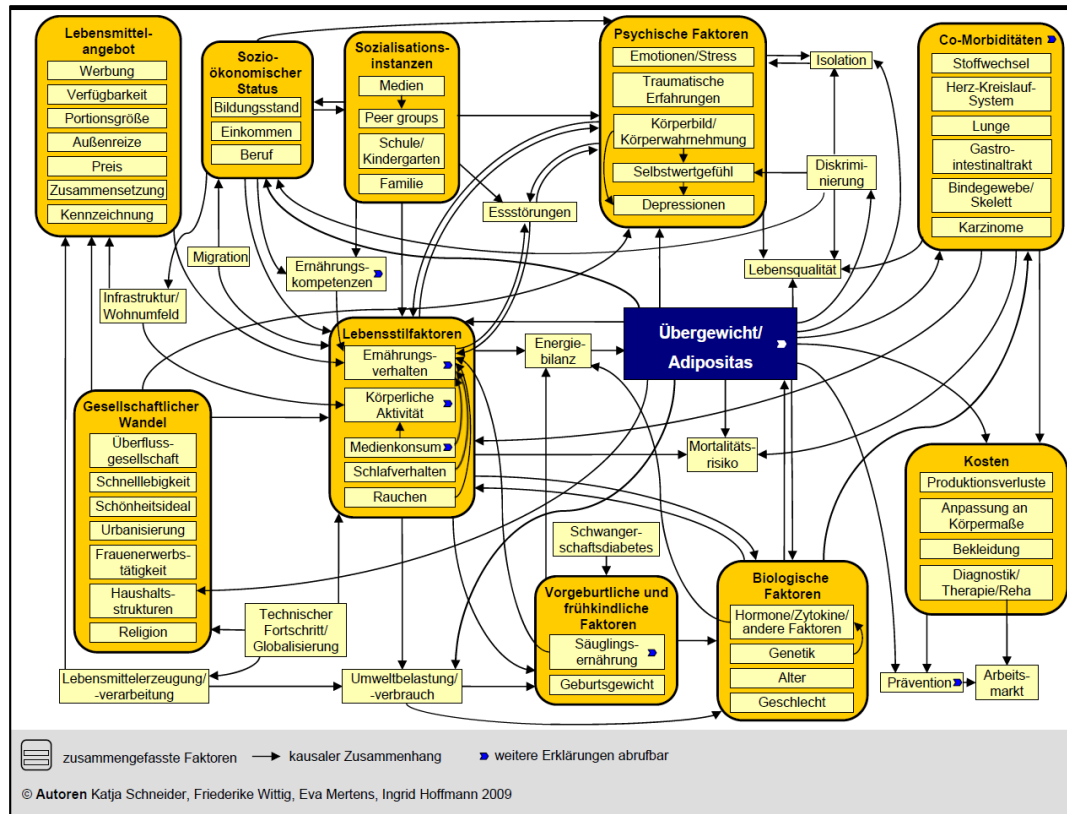 Lebensmittel-
angebot
Werbung
Verfügbarkeit
Portionsgröße
Außenreize
Preis
Zusammensetzung
Kennzeichnung
Sozio-
ökonomischer
Status
Bildungsstand
Einkommen
Beruf
Sozialisations-
instanzen
Medien
Peer groups
Schule/
Kindergarten
Familie
Psychische Faktoren
Emotionen/Stress
Traumatische
Erfahrungen
Körperbild/
Körperwahrnehmung
Selbstwertgefühl
Depressionen
Isolation
Diskrimi-
nierung
Lebensqualität
Co-Morbiditäten
Stoffwechsel
Herz-Kreislauf-
System
Lunge
Gastro-
intestinaltrakt
Bindegewebe/
Skelett
Karzinome
Essstörungen
Migration
Ernährungs-
kompetenzen
Infrastruktur/
Wohnumfeld
Lebensstilfaktoren
Ernährungs-
verhalten
Körperliche
Aktivität
Medienkonsum
Schlafverhalten
Rauchen
Energie-
bilanz
Übergewicht/
Adipositas
Mortalitäts-
risiko
Gesellschaftlicher
Wandel
Überfluss-
gesellschaft
Schnelllebigkeit
Schönheitsideal
Urbanisierung
Frauenerwerbs-
tätigkeit
Haushalts-
strukturen
Religion
Technischer
Fortschritt/
Globalisierung
Lebensmittelerzeugung/
-verarbeitung
Umweltbelastung/
-verbrauch
Schwanger-
schaftsdiabetes
Vorgeburtliche und
frühkindliche
Faktoren
Säuglings-
ernährung
Geburtsgewicht
Biologische
Faktoren
Hormone/Zytokine/
andere Faktoren
Genetik
Alter
Geschlecht
Kosten
Produktionsverluste
Anpassung an
Körpermaße
Bekleidung
Diagnostik/
Therapie/Reha
Prävention
Arbeits-
markt
zusammengefasste Faktoren
kausaler Zusammenhang
weitere Erklärungen abrufbar
© Autoren Katja Schneider, Friederike Wittig, Eva Mertens, Ingrid Hoffmann 2009